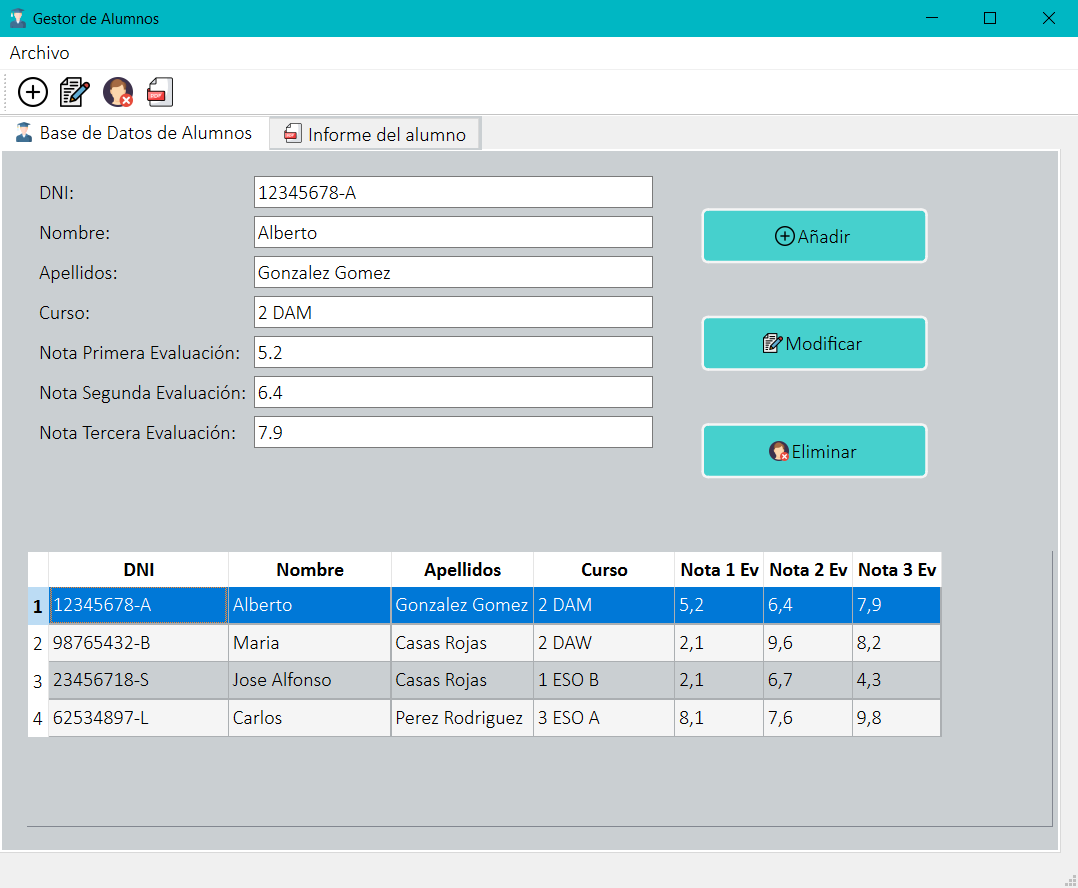 Gestor de Alumnos
Archivo
PDF
Base de Datos de Alumnos
Informe del alumno
DNI: 12345678-A
Nombre: Alberto
Apellidos: Gonzalez Gomez
Curso: 2 DAM
Nota Primera Evaluación: 5.2
Nota Segunda Evaluación: 6.4
Nota Tercera Evaluación: 7.9
Añadir
Modificar
Eliminar
DNI Nombre Apellidos Curso Nota 1 Ev Nota 2 Ev Nota 3 Ev
1 12345678-A Alberto Gonzalez Gomez 2 DAM 5,2 6,4 7,9
2 98765432-B Maria Casas Rojas 2 DAW 2,1 9,6 8,2
3 23456718-S Jose Alfonso Casas Rojas 1 ESO B 2,1 6,7 4,3
4 62534897-L Carlos Perez Rodriguez 3 ESO A 8,1 7,6 9,8